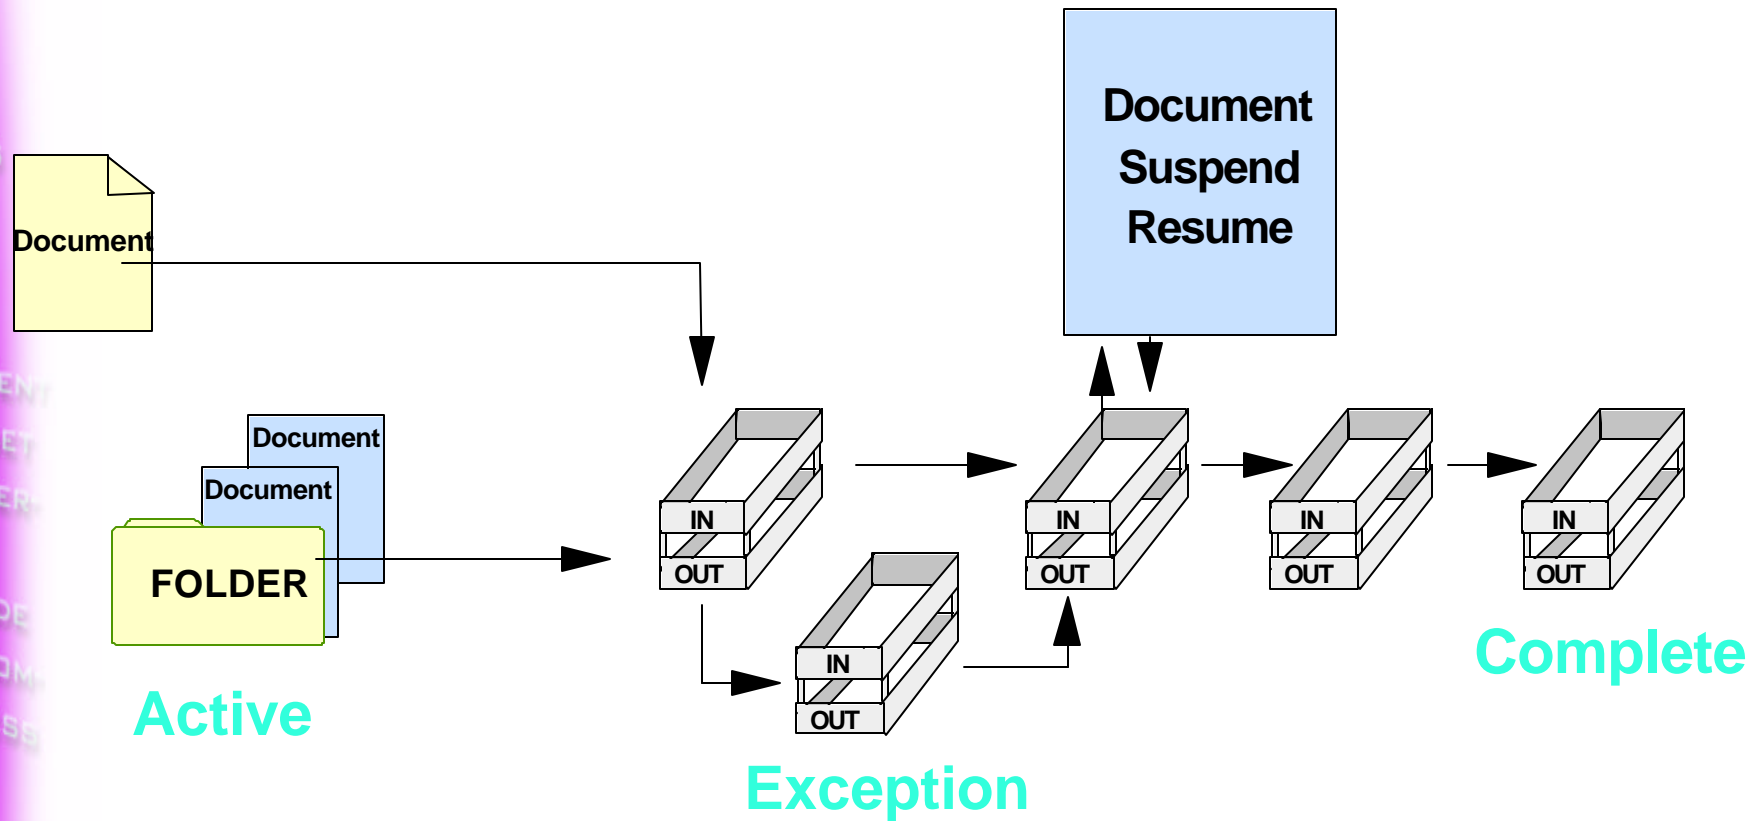 Document
Suspend
Resume
Document
Document
Document
FOLDER
IN
OUT
IN
OUT
IN
OUT
IN
OUT
IN
OUT
Active
Exception
Complete